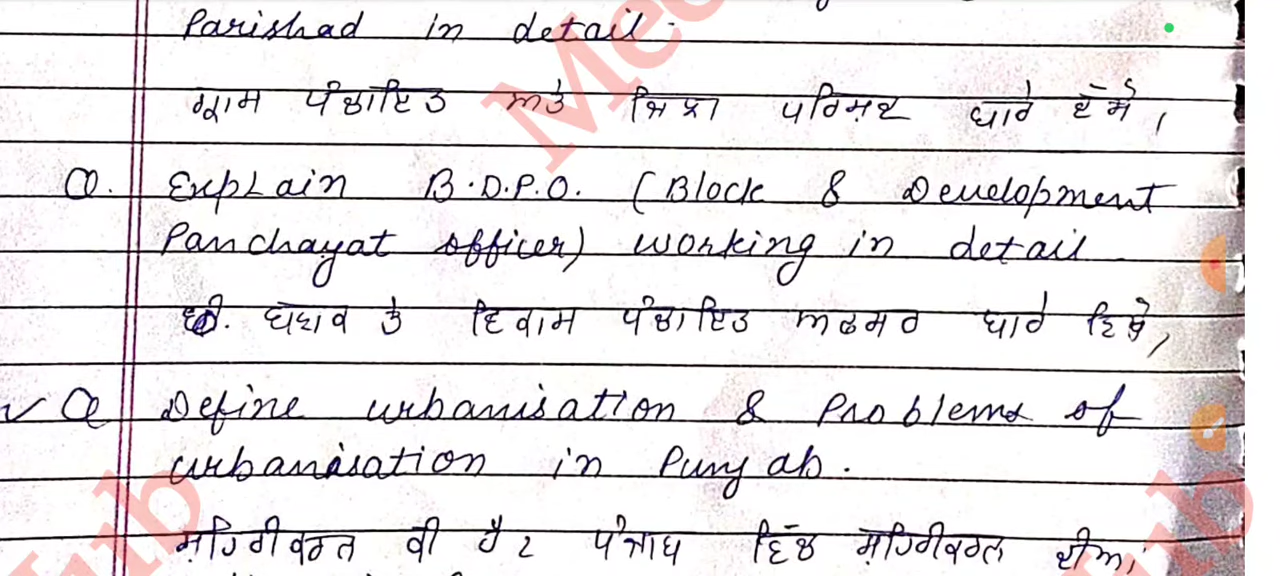 Parishad in detail.
ਗ੍ਰਾਮ ਪੰਚਾਇਤ ਅਤੇ ਜਿਲਾ ਪਰਿਸ਼ਦ ਬਾਰੇ ਦੱਸੋ,
Q. Explain B.D.P.O. (Block & Development
Panchayat officer) working in detail
ਬਲਾਕ ਤੇ ਵਿਕਾਸ ਪੰਚਾਇਤ ਅਫਸਰ ਬਾਰੇ ਲਿਖੋ,
✓ Q Define urbanisation & Problems of
urbanisation in Punjab.
ਸ਼ਹਿਰੀਕਰਨ ਕੀ ਹੈ? ਪੰਜਾਬ ਵਿੱਚ ਸ਼ਹਿਰੀਕਰਨ ਦੀਆਂ